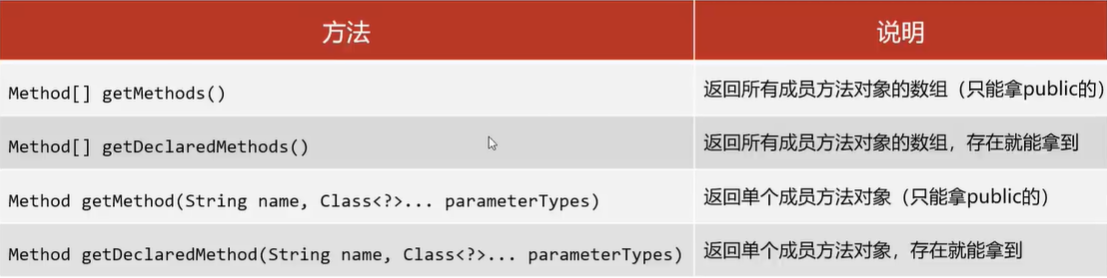 方法 说明
Method[] getMethods() 返回所有成员方法对象的数组（只能拿public的）
Method[] getDeclaredMethods() 返回所有成员方法对象的数组，存在就能拿到
Method getMethod(String name, Class<?>... parameterTypes) 返回单个成员方法对象（只能拿public的）
Method getDeclaredMethod(String name, Class<?>... parameterTypes) 返回单个成员方法对象，存在就能拿到